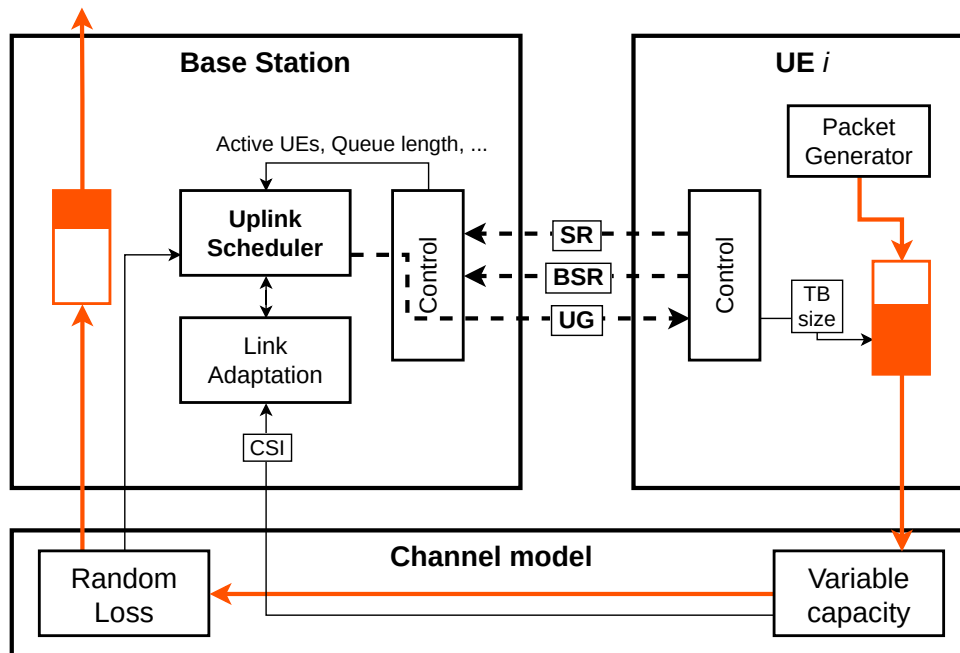 Base Station
UE i
Active UEs, Queue length, ...
Packet
Generator
Uplink
Scheduler
Control
SR
BSR
UG
Control
TB
size
Link
Adaptation
CSI
Channel model
Random
Loss
Variable
capacity